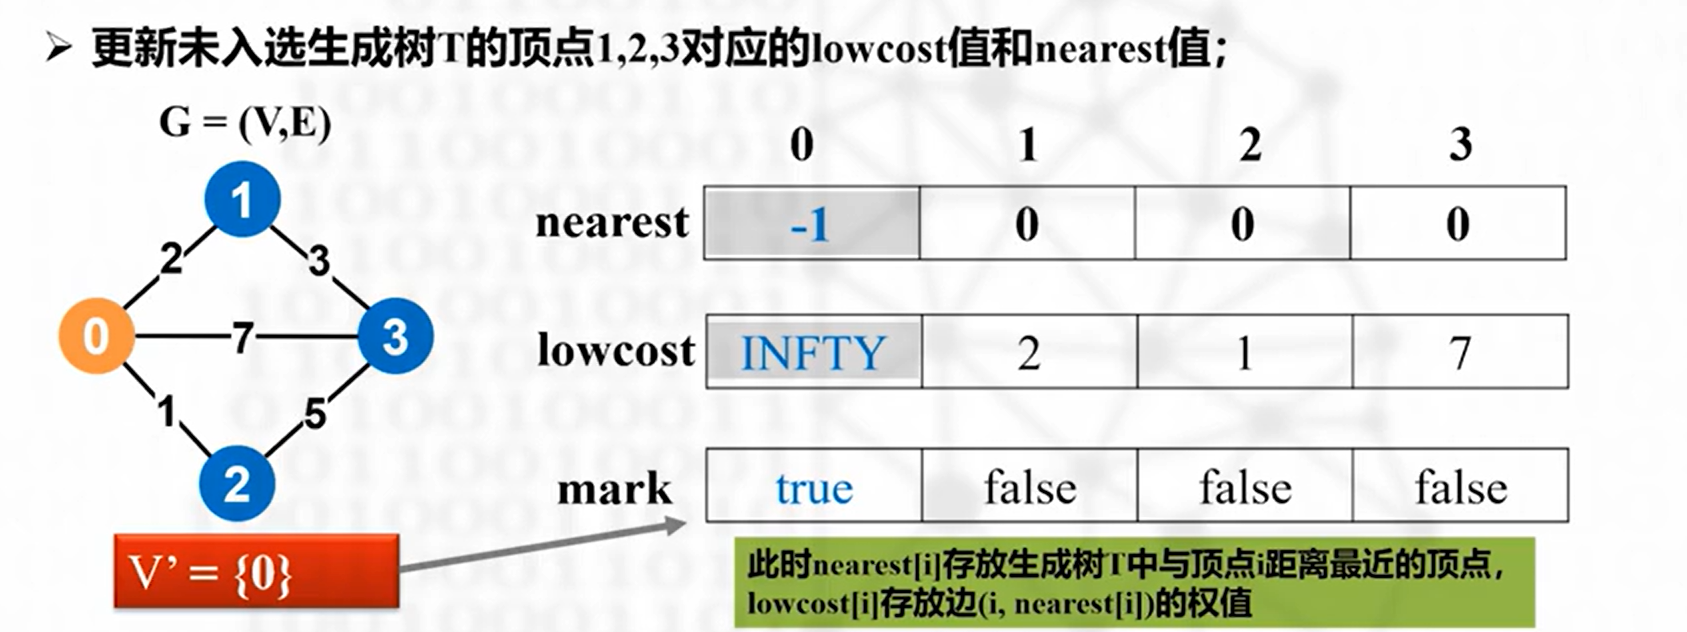 ➢ 更新未入选生成树T的顶点1,2,3对应的lowcost值和nearest值；
G = (V,E)
0 1 2 3
nearest -1 0 0 0
lowcost INFTY 2 1 7
mark true false false false
1
2 3
0 7 3
1 5
2
V’ = {0}
此时nearest[i]存放生成树T中与顶点i距离最近的顶点，
lowcost[i]存放边(i, nearest[i])的权值